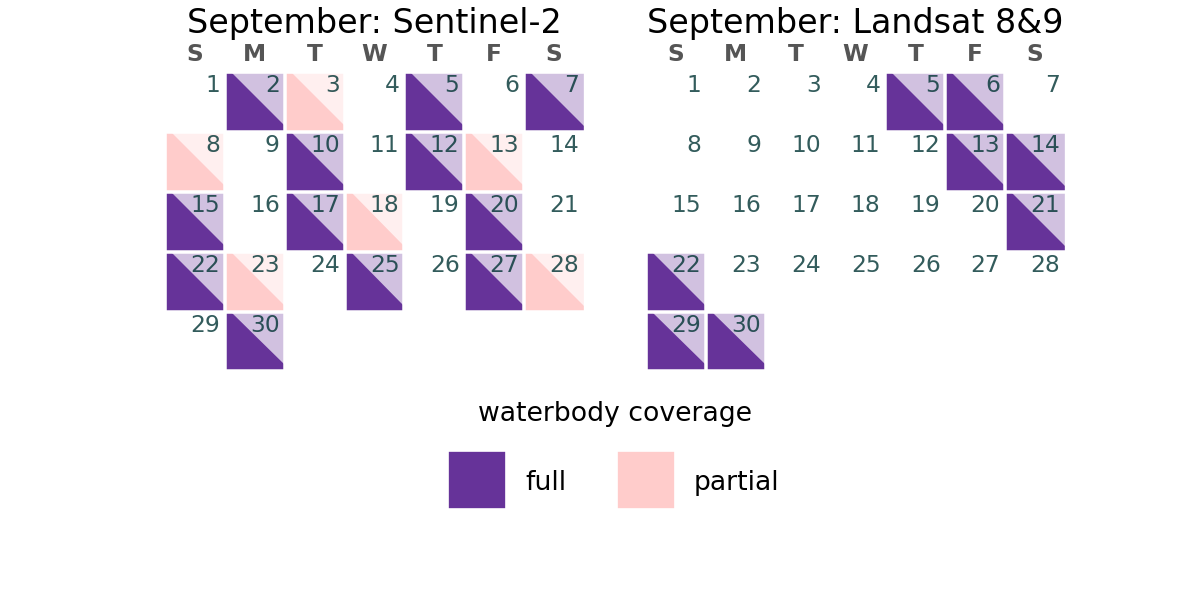 September: Sentinel-2
S M T W T F S
1 2 3 4 5 6 7
8 9 10 11 12 13 14
15 16 17 18 19 20 21
22 23 24 25 26 27 28
29 30
September: Landsat 8&9
S M T W T F S
1 2 3 4 5 6 7
8 9 10 11 12 13 14
15 16 17 18 19 20 21
22 23 24 25 26 27 28
29 30
waterbody coverage
full partial